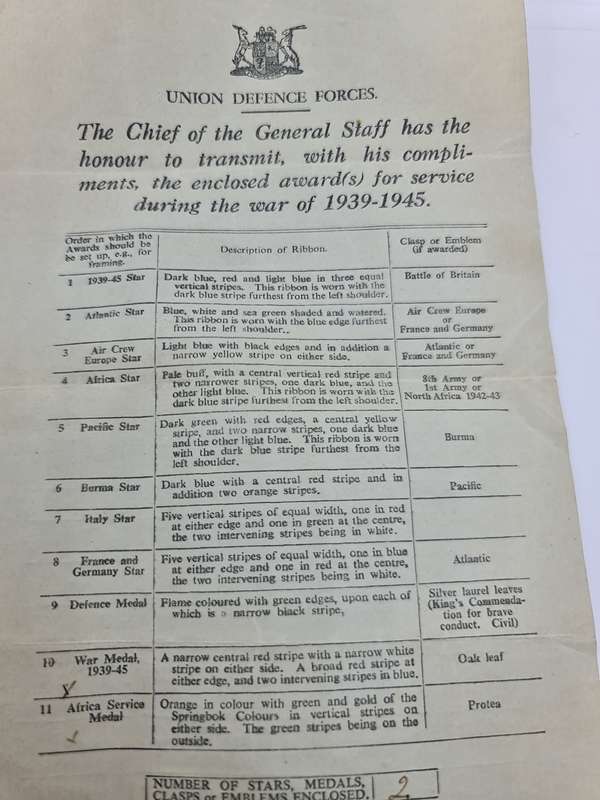 UNION DEFENCE FORCES.
The Chief of the General Staff has the
honour to transmit, with his compli-
ments, the enclosed award(s) for service
during the war of 1939-1945.
Order in which the
Awards should be
be set up, e.g., for
framing.
Description of Ribbon.
Clasp or Emblem
(if awarded)
1 1939-45 Star
Dark blue, red and light blue in three equal
vertical stripes. This ribbon is worn with the
dark blue stripe furthest from the left shoulder.
Battle of Britain
2 Atlantic Star
Blue, white and sea green shaded and watered.
This ribbon is worn with the blue edge furthest
from the left shoulder..
Air Crew Europe
or
France and Germany
3 Air Crew
Europe Star
Light blue with black edges and in addition a
narrow yellow stripe on either side.
Atlantic or
France and Germany
4 Africa Star
Pale buff, with a central vertical red stripe and
two narrower stripes, one dark blue, and the
other light blue. This ribbon is worn with the
dark blue stripe furthest from the left shoulder.
8th Army or
1st Army or
North Africa 1942-43
5 Pacific Star
Dark green with red edges, a central yellow
stripe, and two narrow stripes, one dark blue
and the other light blue. This ribbon is worn
with the dark blue stripe furthest from the
left shoulder.
Burma
6 Burma Star
Dark blue with a central red stripe and in
addition two orange stripes.
Pacific
7 Italy Star
Five vertical stripes of equal width, one in red
at either edge and one in green at the centre,
the two intervening stripes being in white.
8 France and
Germany Star
Five vertical stripes of equal width, one in blue
at either edge and one in red at the centre,
the two intervening stripes being in white.
Atlantic
9 Defence Medal
Flame coloured with green edges, upon each of
which is a narrow black stripe,
Silver laurel leaves
(King's Commenda-
tion for brave
conduct. Civil)
10 War Medal,
1939-45
A narrow central red stripe with a narrow white
stripe on either side. A broad red stripe at
either edge, and two intervening stripes in blue.
Oak leaf
11 Africa Service
Medal
Orange in colour with green and gold of the
Springbok Colours in vertical stripes on
either side. The green stripes being on the
outside.
Protea
NUMBER OF STARS, MEDALS,
CLASPS or EMBLEMS ENCLOSED.
2